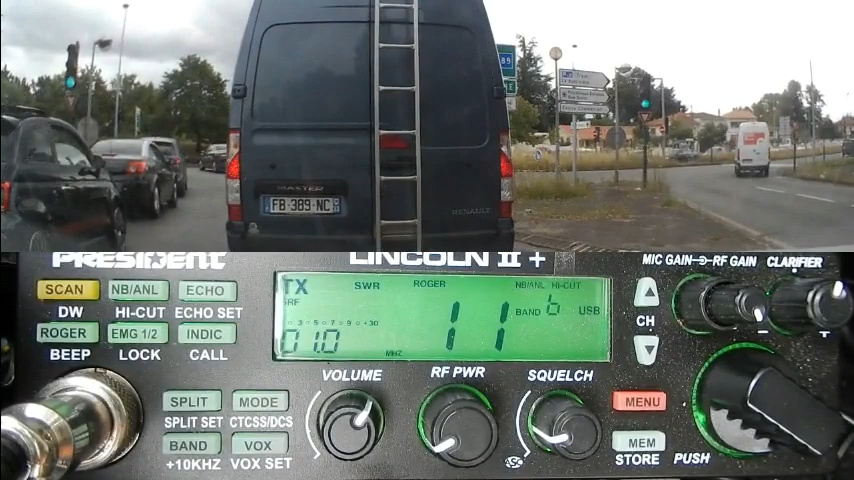 89
MASTER
FB-389-NC
RENAULT
PRESIDENT
LINCOLN II +
SCAN
NB/ANL
ECHO
DW
HI-CUT
ECHO SET
ROGER
EMG 1/2
INDIC
BEEP
LOCK
CALL
TX
SWR
ROGER
NB/ANL HI-CUT
SRF
11
BAND 6
USB
01.0
MHZ
MIC GAIN
RF GAIN
CLARIFIER
CH
VOLUME
RF PWR
SQUELCH
SPLIT
MODE
SPLIT SET
CTCSS/DCS
BAND
VOX
+10KHZ
VOX SET
ASC
MENU
MEM
STORE
PUSH